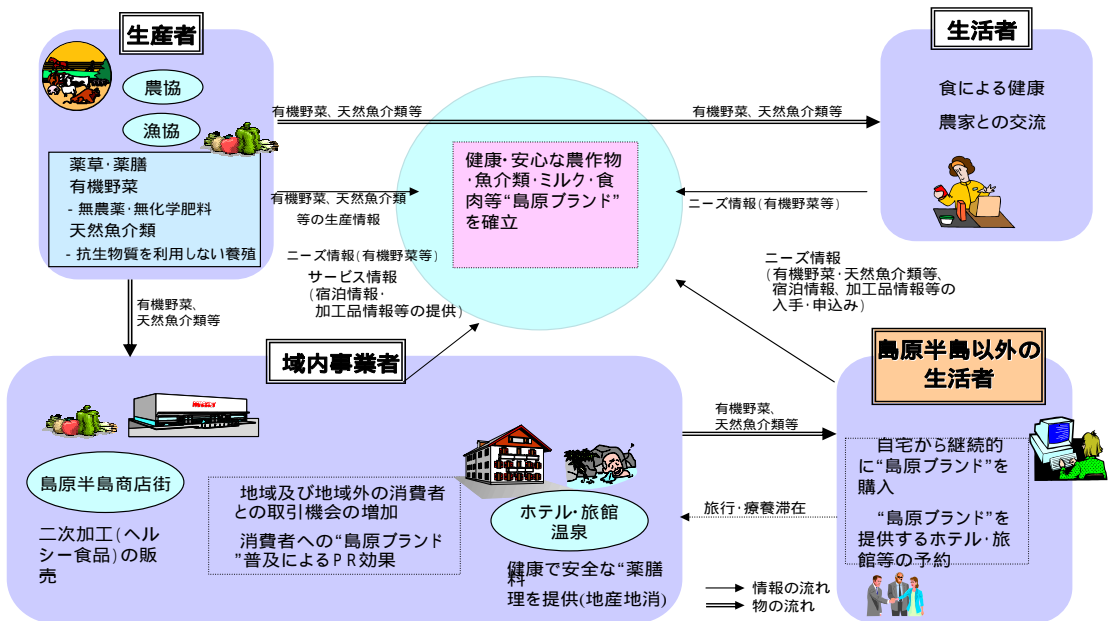 生産者
農協
漁協
薬草・薬膳
有機野菜
- 無農薬・無化学肥料
天然魚介類
- 抗生物質を利用しない養殖
有機野菜、天然魚介類等
有機野菜、天然魚介類等
生活者
食による健康
農家との交流
健康・安心な農作物
・魚介類・ミルク・食
肉等“島原ブランド”
を確立
有機野菜、天然魚介類
等の生産情報
ニーズ情報(有機野菜等)
ニーズ情報(有機野菜等)
サービス情報
(宿泊情報・
加工品情報等の提供)
ニーズ情報
(有機野菜・天然魚介類等、
宿泊情報、加工品情報等の
入手・申込み)
有機野菜、
天然魚介類等
域内事業者
島原半島商店街
二次加工(ヘル
シー食品)の販
売
地域及び地域外の消費者
との取引機会の増加
消費者への“島原ブランド
”普及によるPR効果
ホテル・旅館
温泉
健康で安全な“薬膳
料
理を提供(地産地消)
有機野菜、
天然魚介類等
旅行・療養滞在
島原半島以外の
生活者
自宅から継続的
に“島原ブランド”を
購入
“島原ブランド”を
提供するホテル・旅
館等の予約
情報の流れ
物の流れ